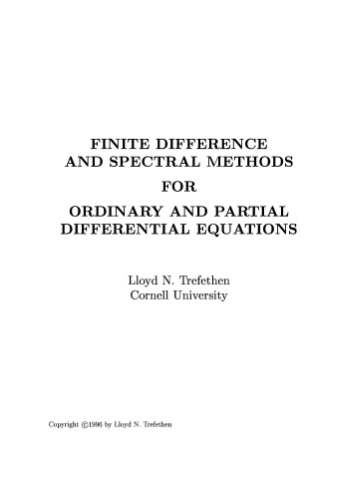 FINITE DIFFERENCE
AND SPECTRAL METHODS
FOR
ORDINARY AND PARTIAL
DIFFERENTIAL EQUATIONS
Lloyd N. Trefethen
Cornell University
Copyright ©1996 by Lloyd N. Trefethen